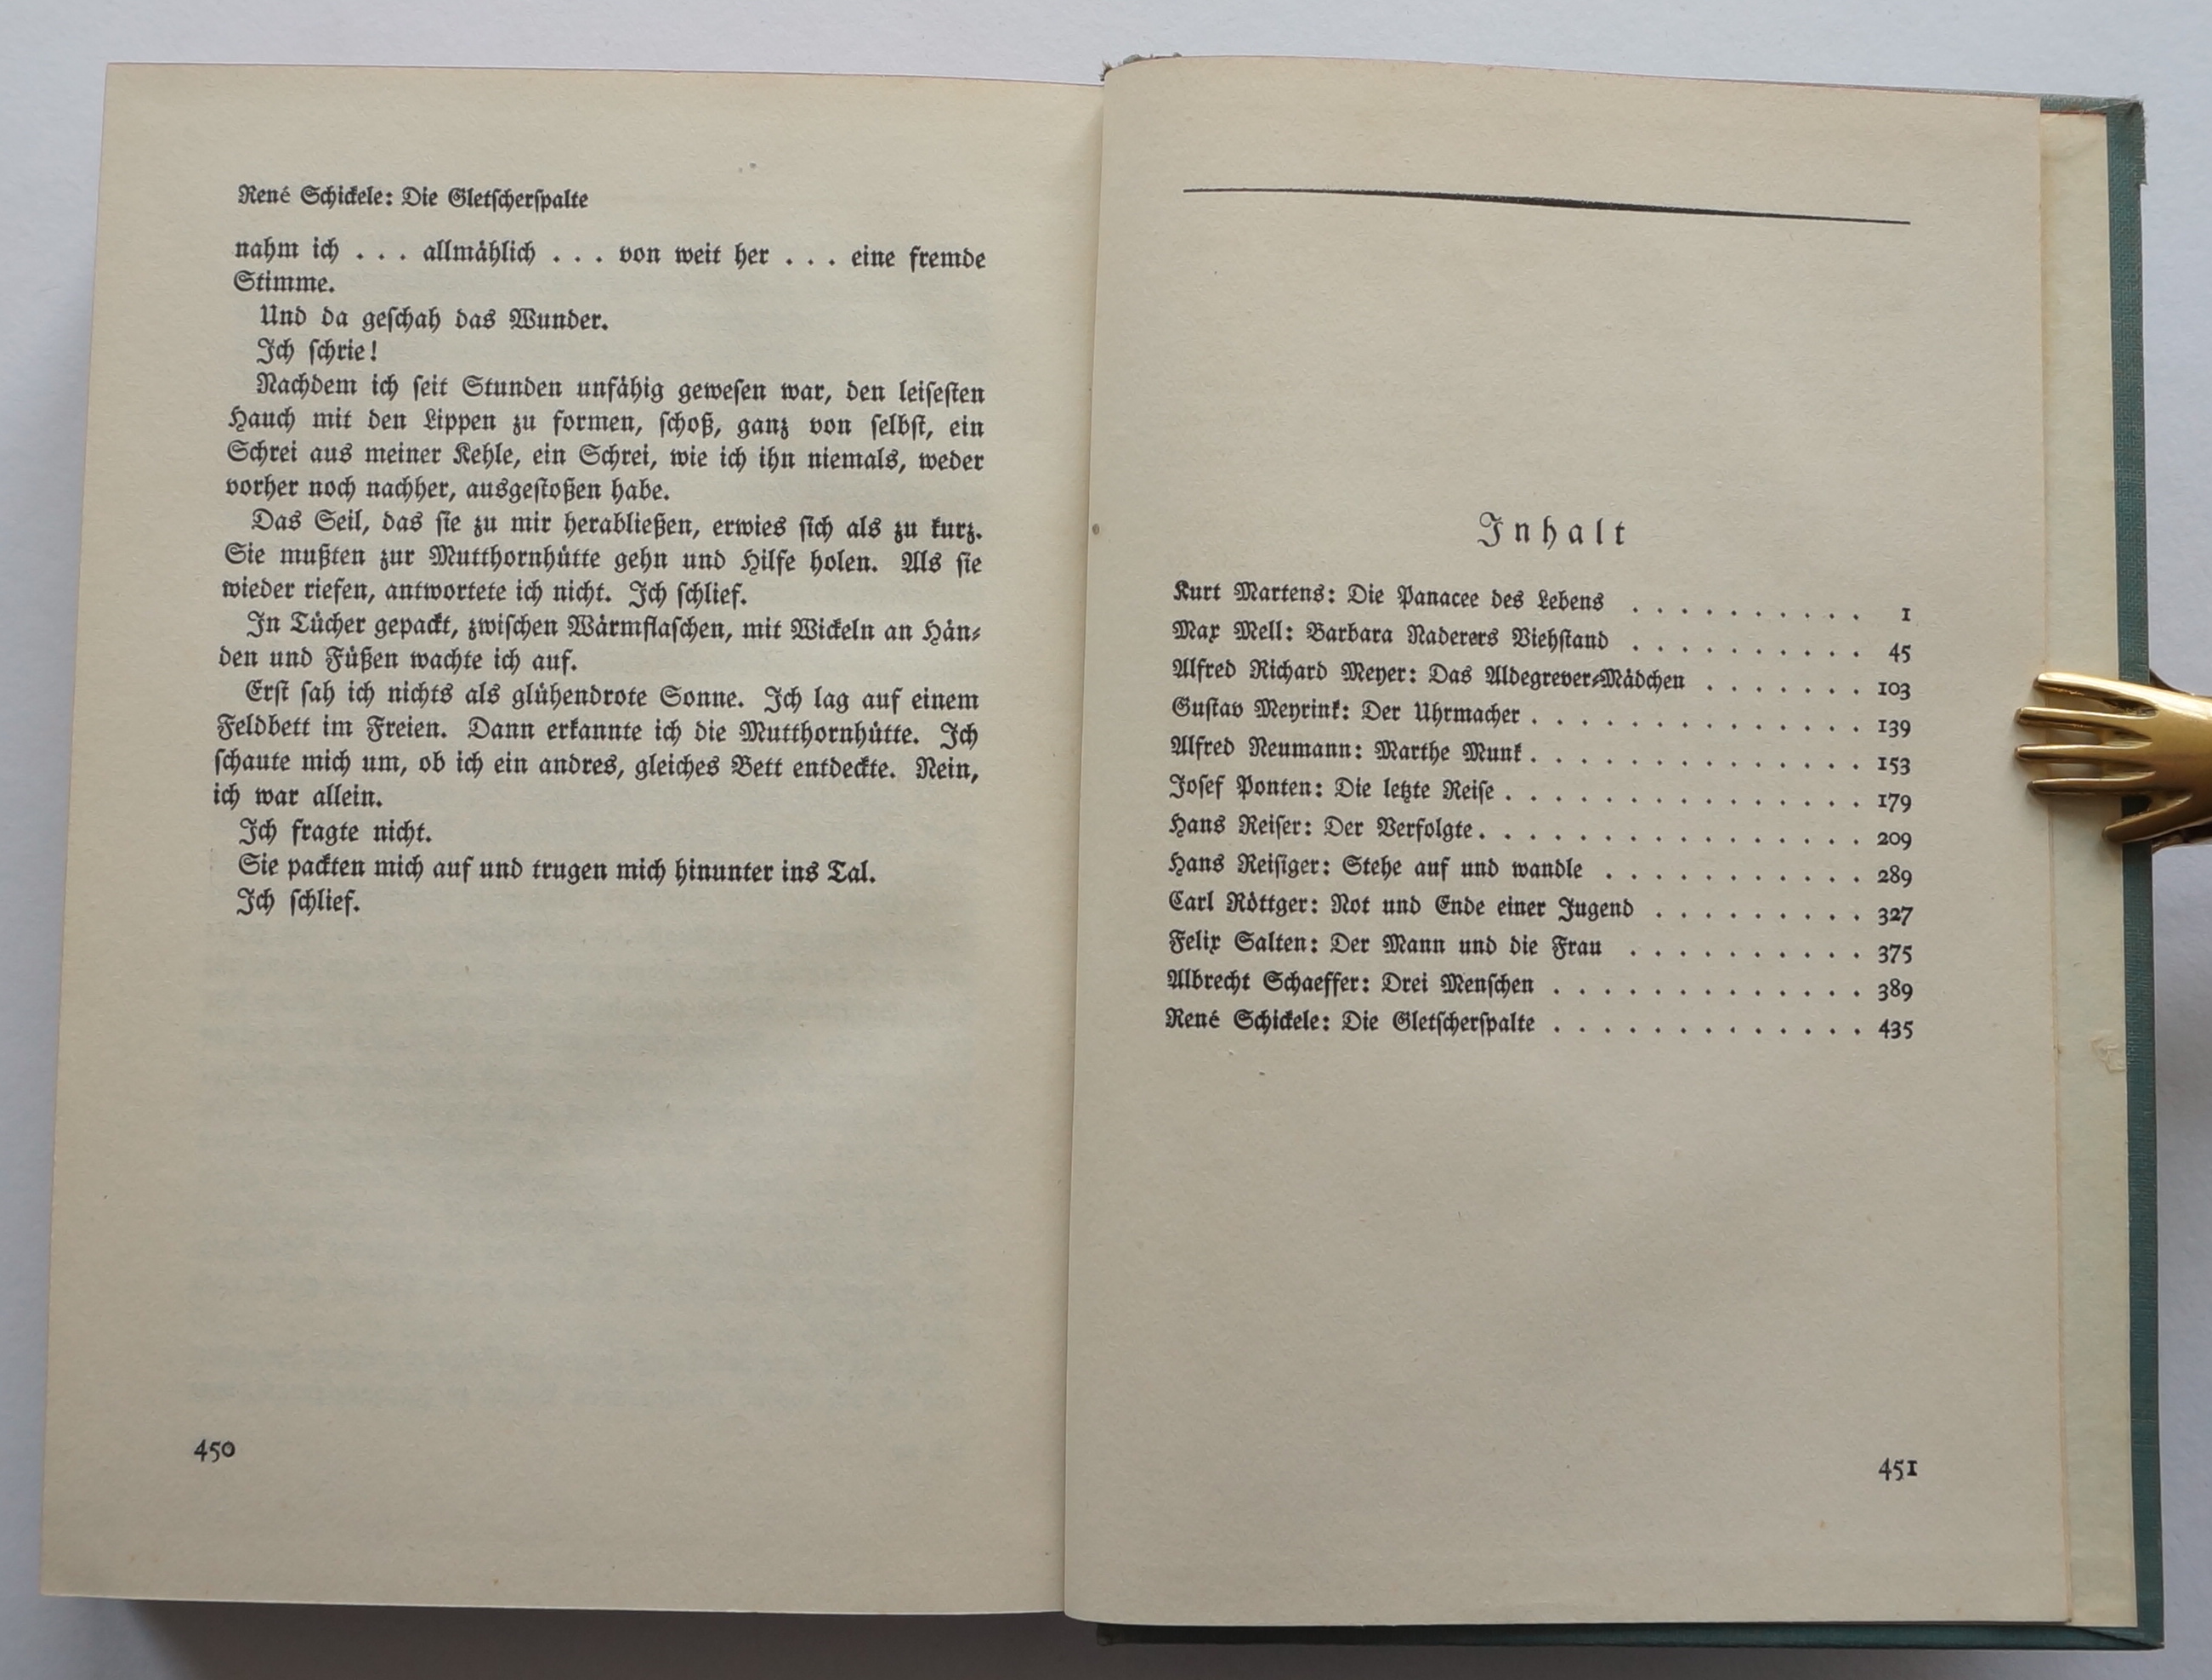 René Schickele: Die Gletſcherſpalte
nahm ich . . . allmählich . . . von weit her . . . eine fremde
Stimme.
Und da geſchah das Wunder.
Ich ſchrie!
Nachdem ich ſeit Stunden unfähig geweſen war, den leiſeſten
Hauch mit den Lippen zu formen, ſchoß, ganz von ſelbſt, ein
Schrei aus meiner Kehle, ein Schrei, wie ich ihn niemals, weder
vorher noch nachher, ausgeſtoßen habe.
Das Seil, das ſie zu mir herabließen, erwies ſich als zu kurz.
Sie mußten zur Mutthornhütte gehn und Hilfe holen. Als ſie
wieder riefen, antwortete ich nicht. Ich ſchlief.
In Tücher gepackt, zwiſchen Wärmflaſchen, mit Wickeln an Hän⸗
den und Füßen wachte ich auf.
Erſt ſah ich nichts als glühendrote Sonne. Ich lag auf einem
Feldbett im Freien. Dann erkannte ich die Mutthornhütte. Ich
ſchaute mich um, ob ich ein andres, gleiches Bett entdeckte. Nein,
ich war allein.
Ich fragte nicht.
Sie packten mich auf und trugen mich hinunter ins Tal.
Ich ſchlief.
450
Inhalt
Kurt Martens: Die Panacee des Lebens . . . . . . . . . . 1
Max Mell: Barbara Naderers Viehſtand . . . . . . . . . . 45
Alfred Richard Meyer: Das Aldegrever⸗Mädchen . . . . . . . 103
Guſtav Meyrink: Der Uhrmacher . . . . . . . . . . . . . . 139
Alfred Neumann: Marthe Munk . . . . . . . . . . . . . . 153
Joſef Ponten: Die letzte Reiſe . . . . . . . . . . . . . . . 179
Hans Reiſer: Der Verfolgte . . . . . . . . . . . . . . . . 209
Hans Reiſiger: Stehe auf und wandle . . . . . . . . . . . 289
Carl Röttger: Not und Ende einer Jugend . . . . . . . . . 327
Felix Salten: Der Mann und die Frau . . . . . . . . . . 375
Albrecht Schaeffer: Drei Menſchen . . . . . . . . . . . . . 389
René Schickele: Die Gletſcherſpalte . . . . . . . . . . . . . 435
451